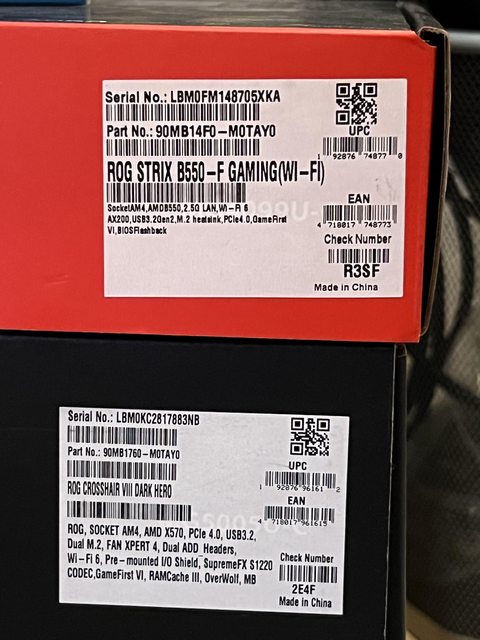 Serial No.: LBM0FM148705XKA
Part No.: 90MB14F0-M0TAY0
UPC
1 92876 74877 0
ROG STRIX B550-F GAMING(WI-FI)
SocketAM4,AMDB550,2.5G LAN,Wi-Fi 6
AX200,USB3.2Gen2,M.2 heatsink,PCIe4.0,GameFirst
VI,BIOSFlashback
EAN
4 718017 748773
Check Number
R3SF
Made in China
Serial No.: LBM0KC2817883NB
Part No.: 90MB1760-M0TAY0
UPC
1 92876 96161 2
ROG CROSSHAIR VIII DARK HERO
EAN
4 718017 961615
ROG, SOCKET AM4, AMD X570, PCIe 4.0, USB3.2,
Dual M.2, FAN XPERT 4, Dual ADD Headers,
Wi-Fi 6, Pre-mounted I/O Shield, SupremeFX S1220
CODEC,GameFirst VI, RAMCache III, OverWolf, MB
Check Number
2E4F
Made in China